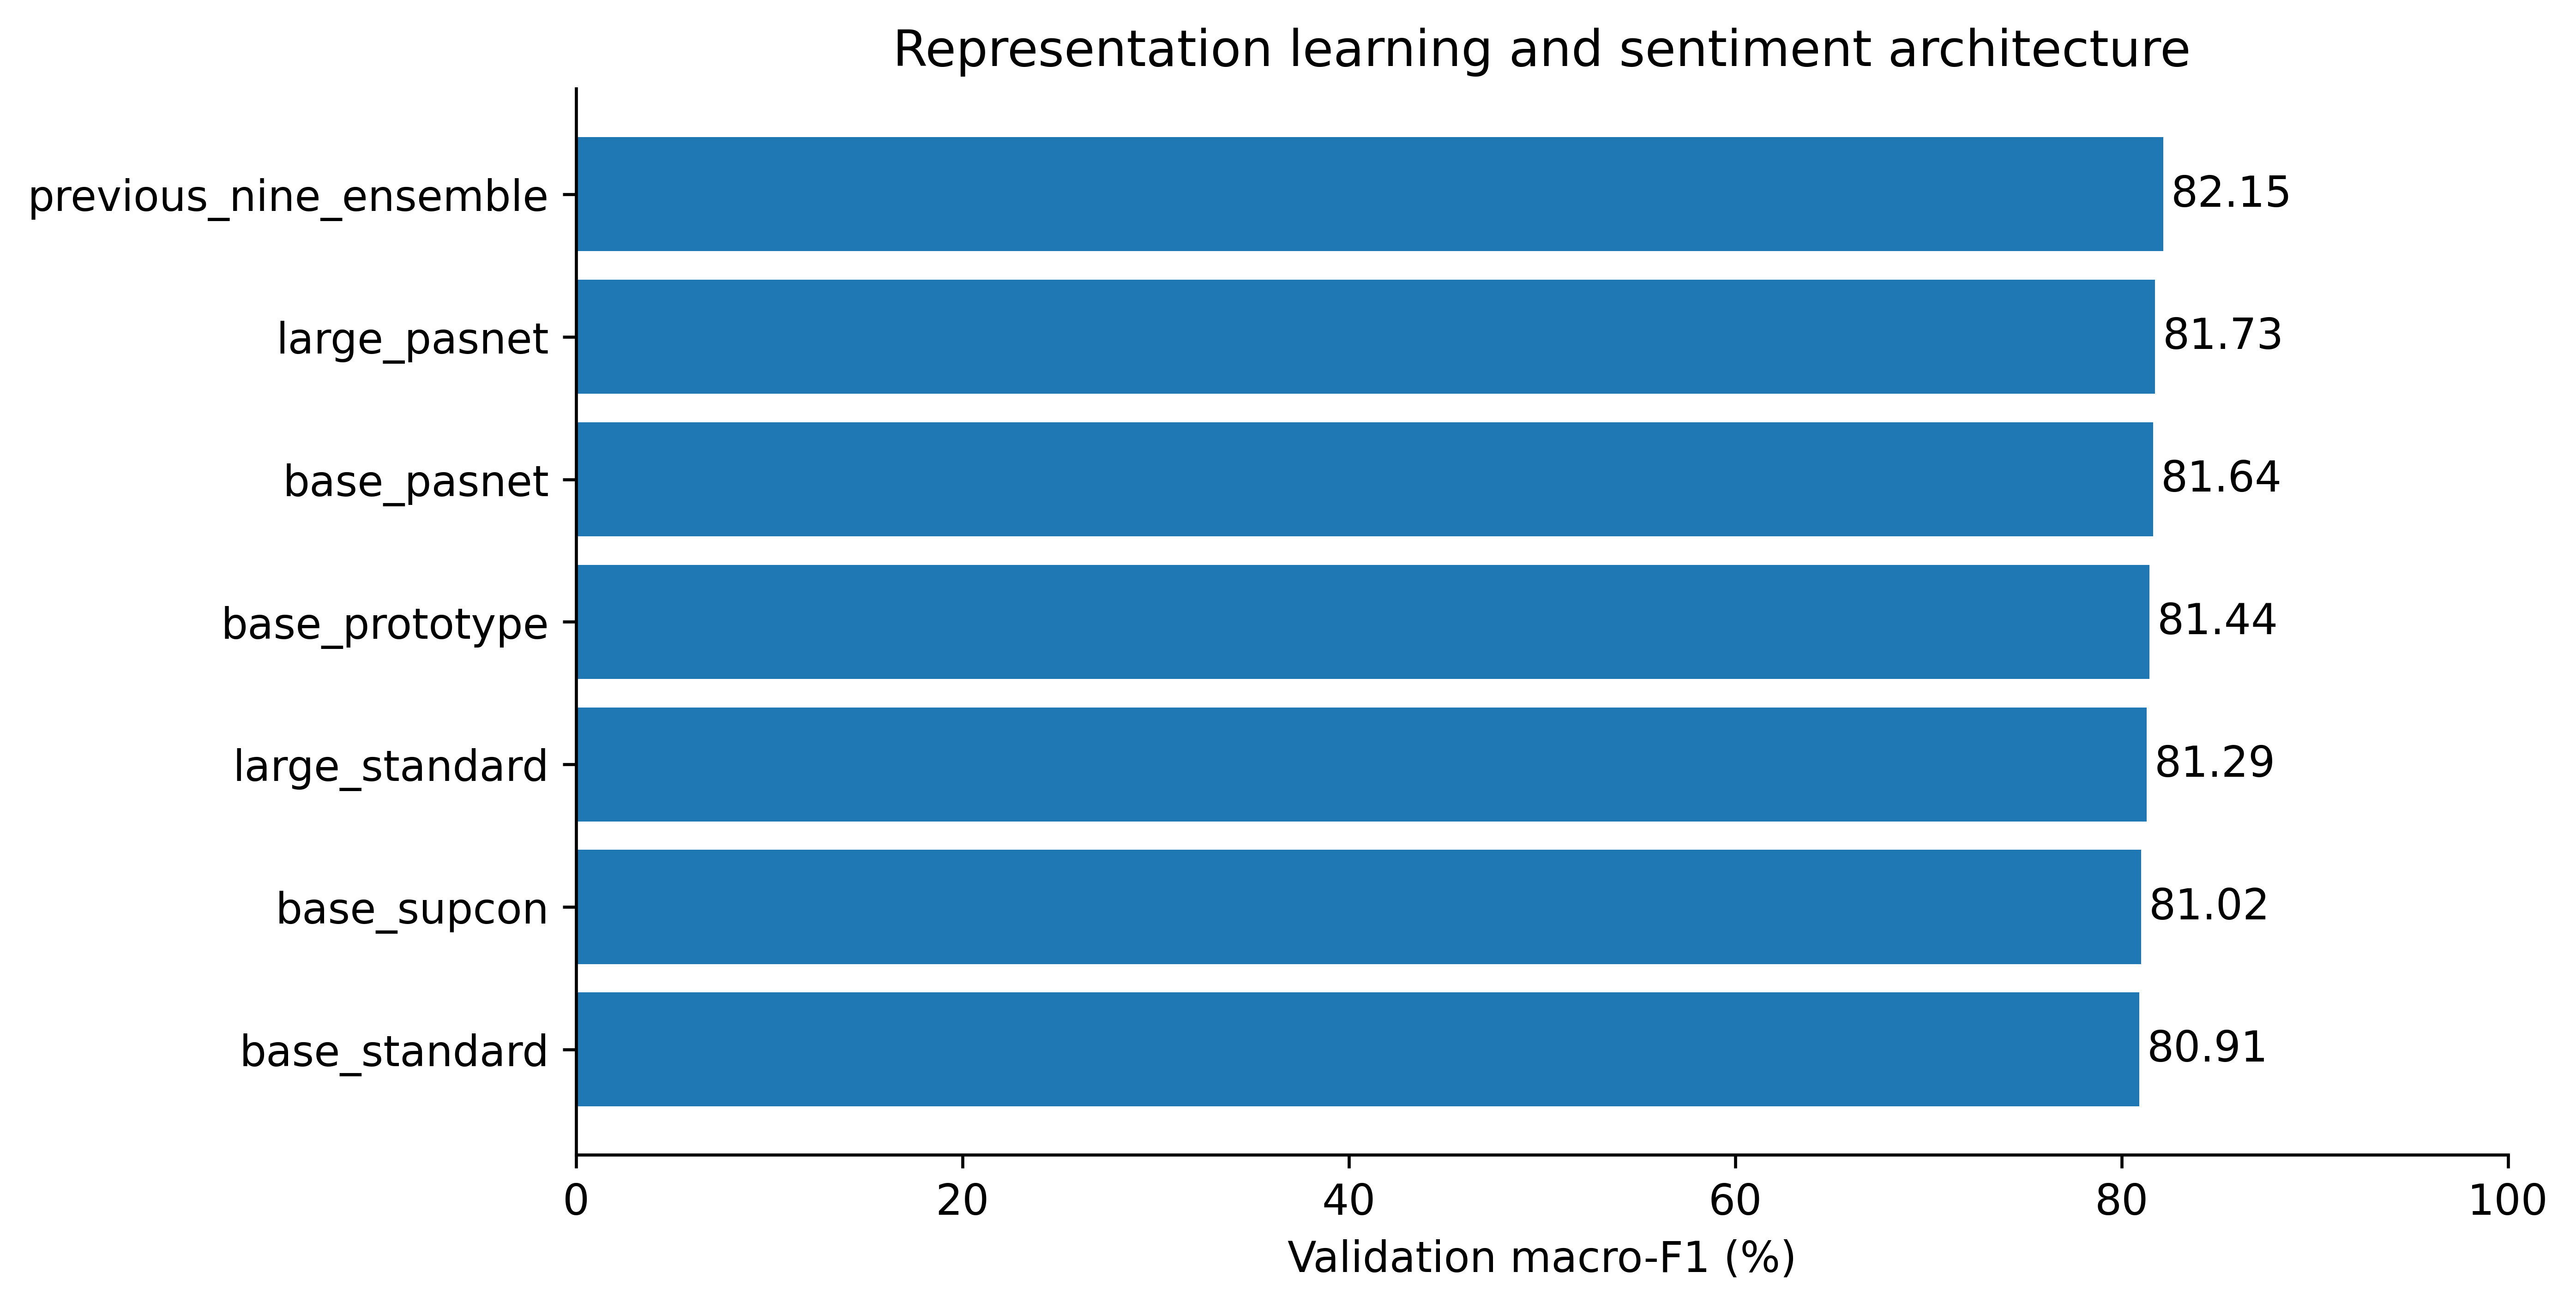 Representation learning and sentiment architecture
previous_nine_ensemble 82.15
large_pasnet 81.73
base_pasnet 81.64
base_prototype 81.44
large_standard 81.29
base_supcon 81.02
base_standard 80.91
0 20 40 60 80 100
Validation macro-F1 (%)